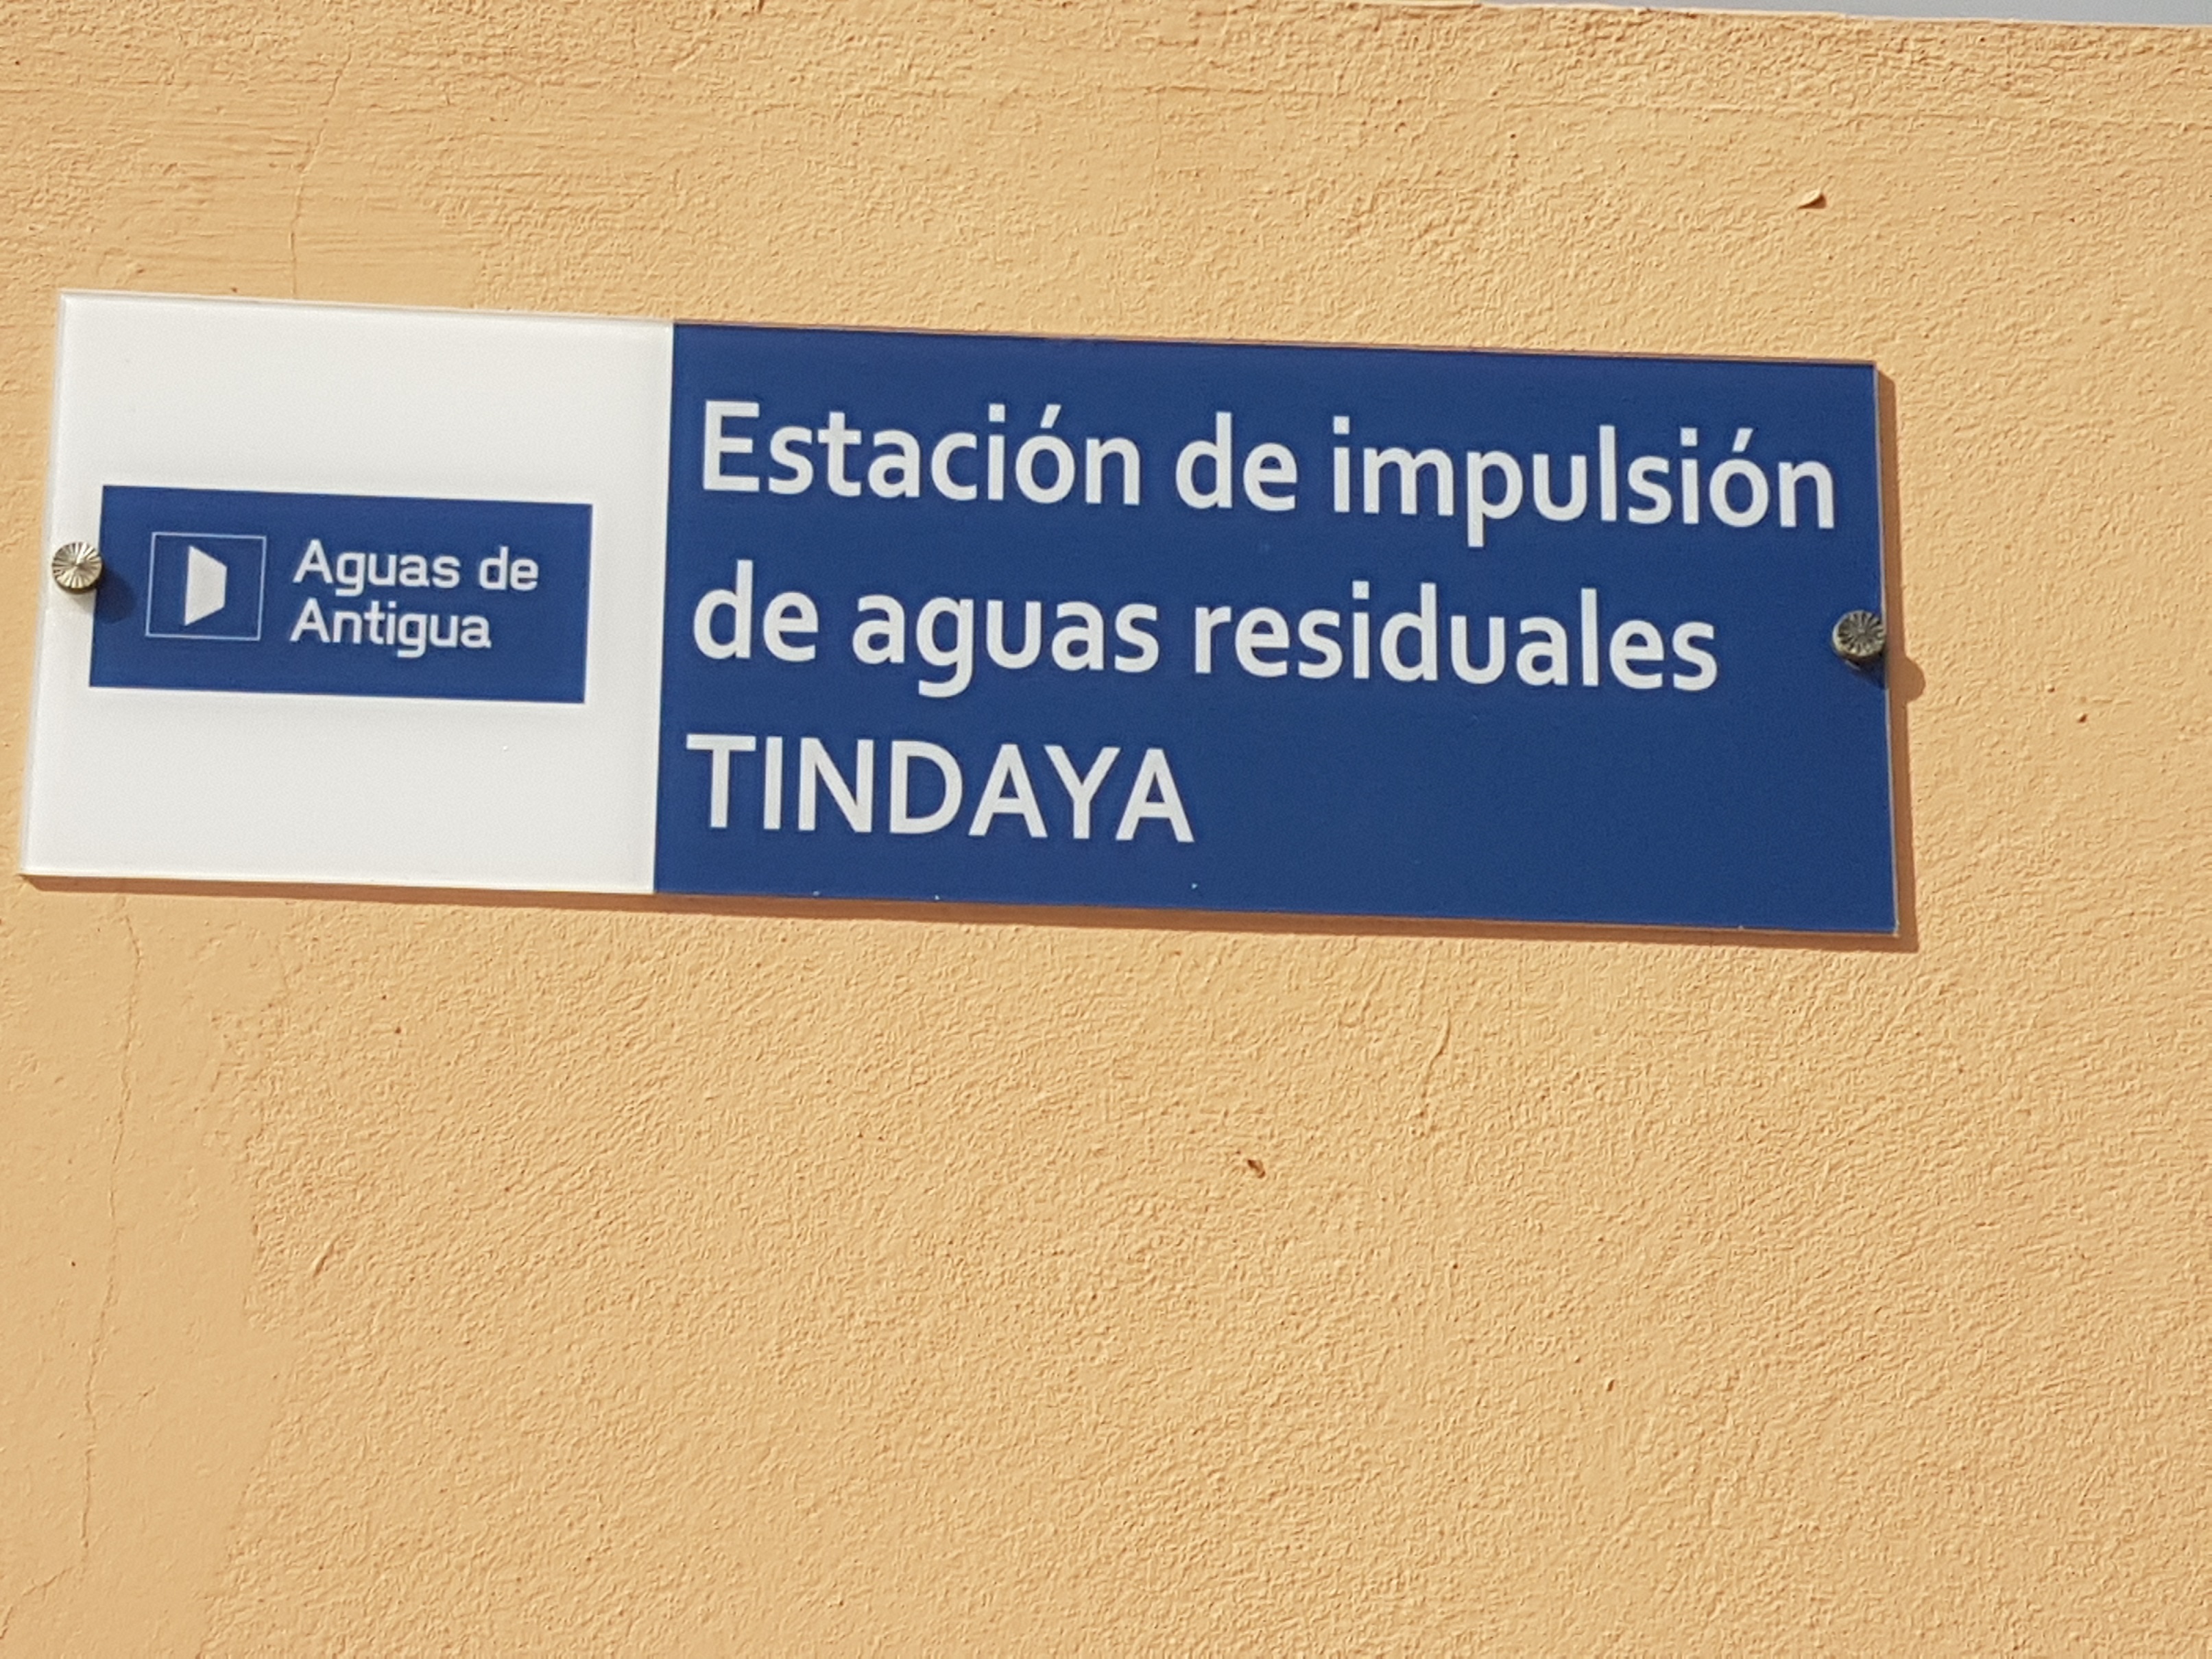 Aguas de
Antigua
Estación de impulsión
de aguas residuales
TINDAYA